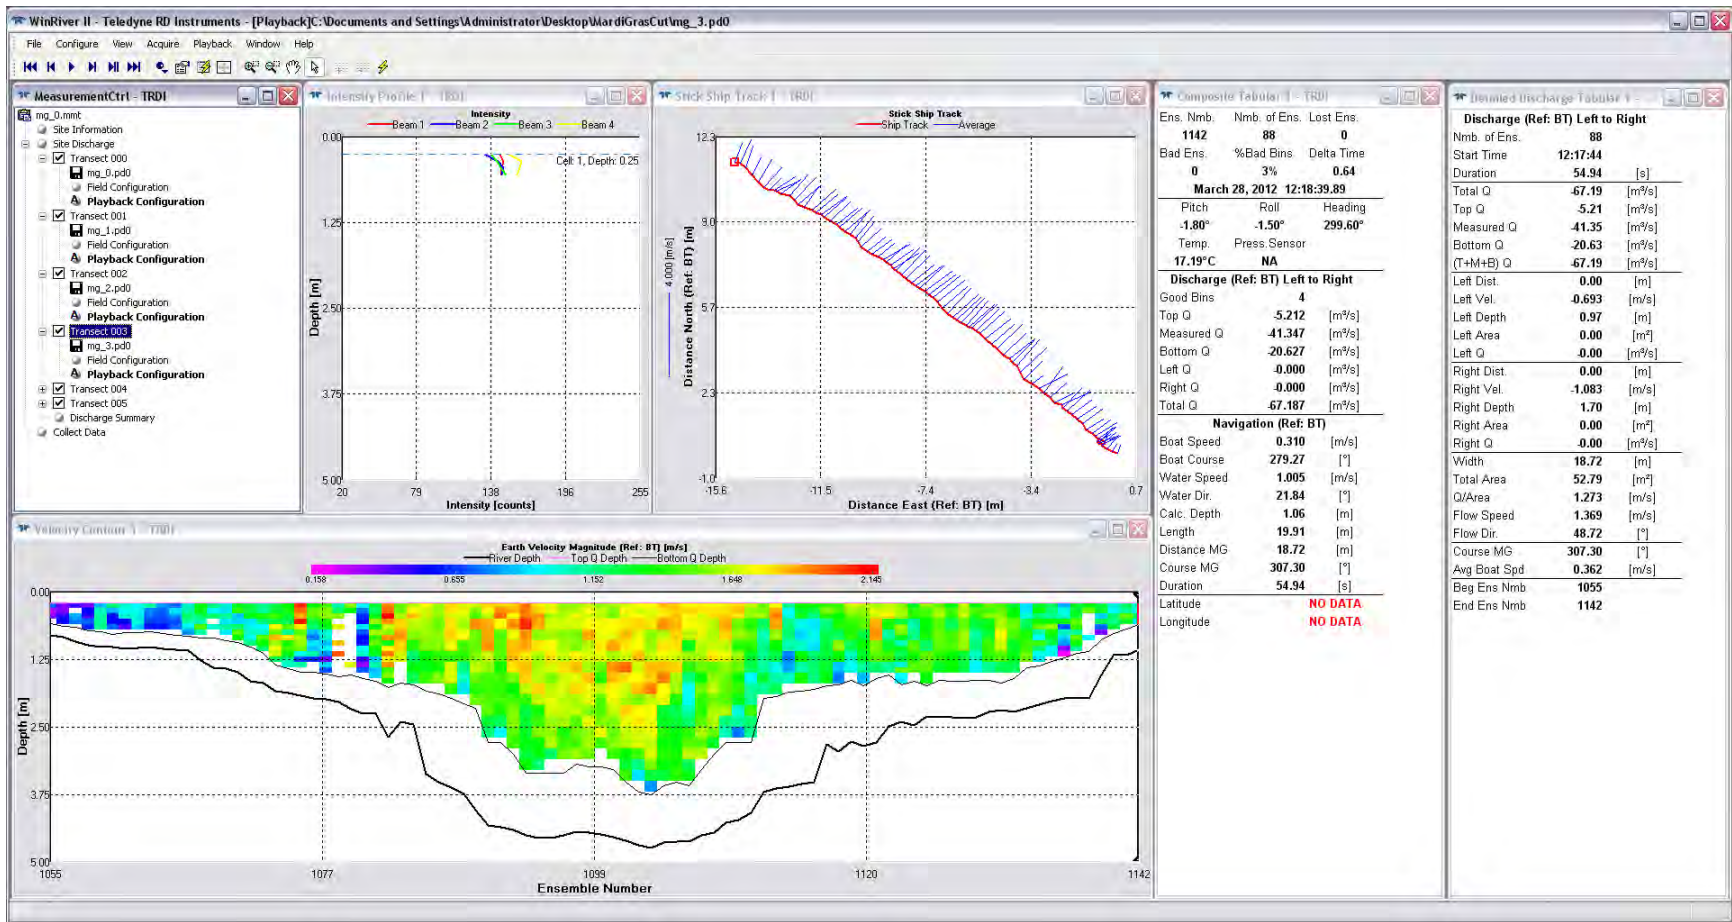 WinRiver II - Teledyne RD Instruments - [Playback]C:\Documents and Settings\Administrator\Desktop\MardiGrasCut\mg_3.pd0
File Configure View Acquire Playback Window Help
MeasurementCtrl - TRDI
mg_0.mmt
Site Information
Site Discharge
Transect 000
mg_0.pd0
Field Configuration
Playback Configuration
Transect 001
mg_1.pd0
Field Configuration
Playback Configuration
Transect 002
mg_2.pd0
Field Configuration
Playback Configuration
Transect 003
mg_3.pd0
Field Configuration
Playback Configuration
Transect 004
Transect 005
Discharge Summary
Collect Data
Intensity Profile 1 - TRDI
Intensity
Beam 1 Beam 2 Beam 3 Beam 4
Cell: 1, Depth: 0.25
0.00
1.25
2.50
3.75
5.00
Depth [m]
20 79 138 196 255
Intensity [counts]
Stick Ship Track 1 - TRDI
Stick Ship Track
Ship Track Average
4.000 [m/s]
Distance North (Ref: BT) [m]
12.3
9.0
5.7
2.3
-1.0
-15.6 -11.5 -7.4 -3.4 0.7
Distance East (Ref: BT) [m]
Composite Tabular 1 - TRDI
Ens. Nmb. Nmb. of Ens. Lost Ens.
1142 88 0
Bad Ens. %Bad Bins Delta Time
0 3% 0.64
March 28, 2012 12:18:39.89
Pitch Roll Heading
-1.80° -1.50° 299.60°
Temp. Press.Sensor
17.19°C NA
Discharge (Ref: BT) Left to Right
Good Bins 4
Top Q -5.212 [m³/s]
Measured Q -41.347 [m³/s]
Bottom Q -20.627 [m³/s]
Left Q -0.000 [m³/s]
Right Q -0.000 [m³/s]
Total Q -67.187 [m³/s]
Navigation (Ref: BT)
Boat Speed 0.310 [m/s]
Boat Course 279.27 [°]
Water Speed 1.005 [m/s]
Water Dir. 21.84 [°]
Calc. Depth 1.06 [m]
Length 19.91 [m]
Distance MG 18.72 [m]
Course MG 307.30 [°]
Duration 54.94 [s]
Latitude NO DATA
Longitude NO DATA
Detailed Discharge Tabular 1 -
Discharge (Ref: BT) Left to Right
Nmb. of Ens. 88
Start Time 12:17:44
Duration 54.94 [s]
Total Q -67.19 [m³/s]
Top Q -5.21 [m³/s]
Measured Q -41.35 [m³/s]
Bottom Q -20.63 [m³/s]
(T+M+B) Q -67.19 [m³/s]
Left Dist. 0.00 [m]
Left Vel. -0.693 [m/s]
Left Depth 0.97 [m]
Left Area 0.00 [m²]
Left Q -0.00 [m³/s]
Right Dist. 0.00 [m]
Right Vel. -1.083 [m/s]
Right Depth 1.70 [m]
Right Area 0.00 [m²]
Right Q -0.00 [m³/s]
Width 18.72 [m]
Total Area 52.79 [m²]
Q/Area 1.273 [m/s]
Flow Speed 1.369 [m/s]
Flow Dir. 48.72 [°]
Course MG 307.30 [°]
Avg Boat Spd 0.362 [m/s]
Beg Ens Nmb 1055
End Ens Nmb 1142
Velocity Contour 1 - TRDI
Earth Velocity Magnitude (Ref: BT) [m/s]
River Depth Top Q Depth Bottom Q Depth
0.158 0.655 1.152 1.648 2.145
0.00
1.25
2.50
3.75
5.00
Depth [m]
1055 1077 1099 1120 1142
Ensemble Number